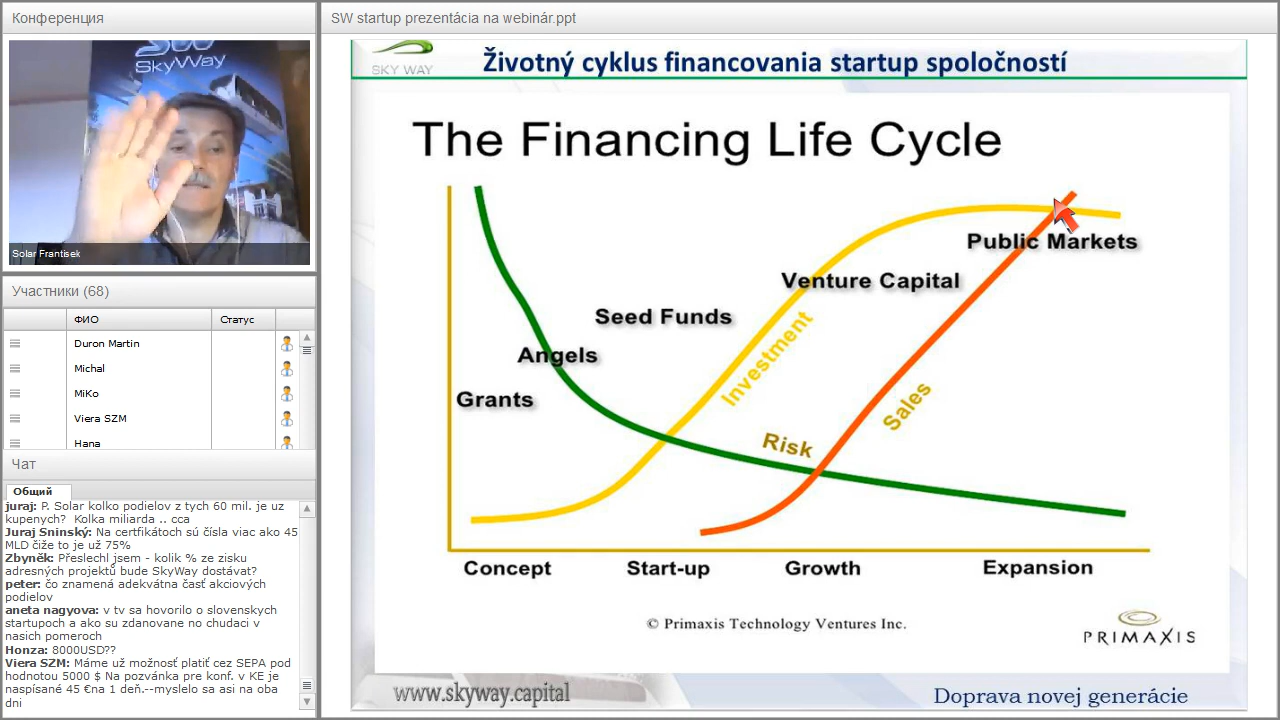 Конференция
SW startup prezentácia na webinár.ppt
SW
SkyWay
Solar Frantisek
Участники (68)
ФИО
Статус
Duron Martin
Michal
MiKo
Viera SZM
Hana
Чат
Общий
juraj: P. Solar kolko podielov z tych 60 mil. je uz
kupenych? Kolka miliarda .. cca
Juraj Sninský: Na certfikátoch sú čísla viac ako 45
MLD čiže to je už 75%
Zbyněk: Přeslechl jsem - kolik % ze zisku
adresných projektů bude SkyWay dostávat?
peter: čo znamená adekvátna časť akciových
podielov
aneta nagyova: v tv sa hovorilo o slovenskych
startupoch a ako su zdanovane no chudaci v
nasich pomeroch
Honza: 8000USD??
Viera SZM: Máme už možnosť platiť cez SEPA pod
hodnotou 5000 $ Na pozvánka pre konf. v KE je
napísané 45 €na 1 deň.--myslelo sa asi na oba
dni
SKY WAY
Životný cyklus financovania startup spoločností
The Financing Life Cycle
Public Markets
Venture Capital
Seed Funds
Angels
Grants
Investment
Sales
Risk
Concept
Start-up
Growth
Expansion
© Primaxis Technology Ventures Inc.
PRIMAXIS
www.skyway.capital
Doprava novej generácie